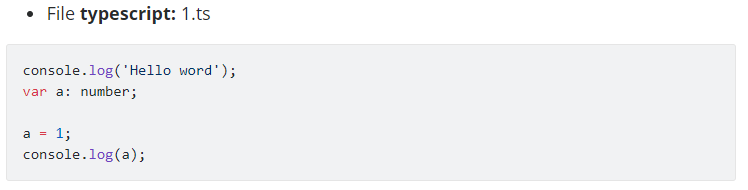 File typescript: 1.ts
console.log('Hello word');
var a: number;
a = 1;
console.log(a);